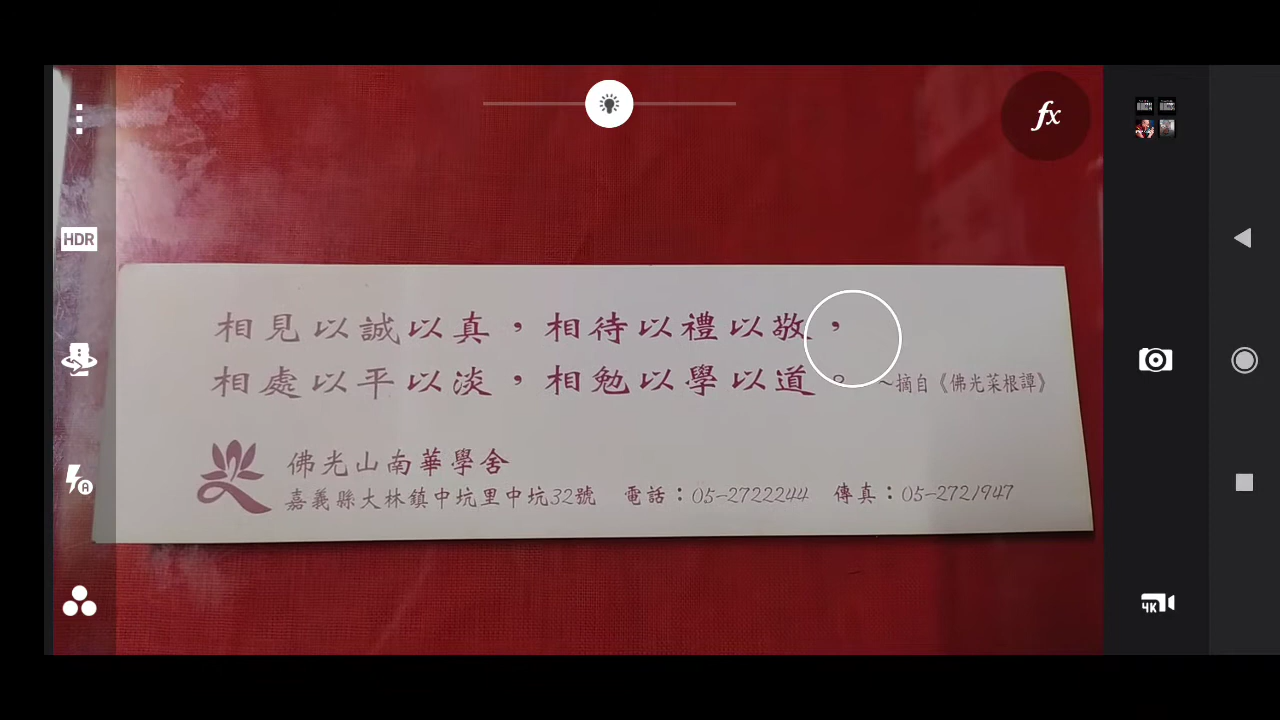 fx
HDR
相見以誠以真，相待以禮以敬，
相處以平以淡，相勉以學以道。 ～摘自《佛光菜根譚》
佛光山南華學舍
嘉義縣大林鎮中坑里中坑32號 電話：05-2722244 傳真：05-2721947
4K